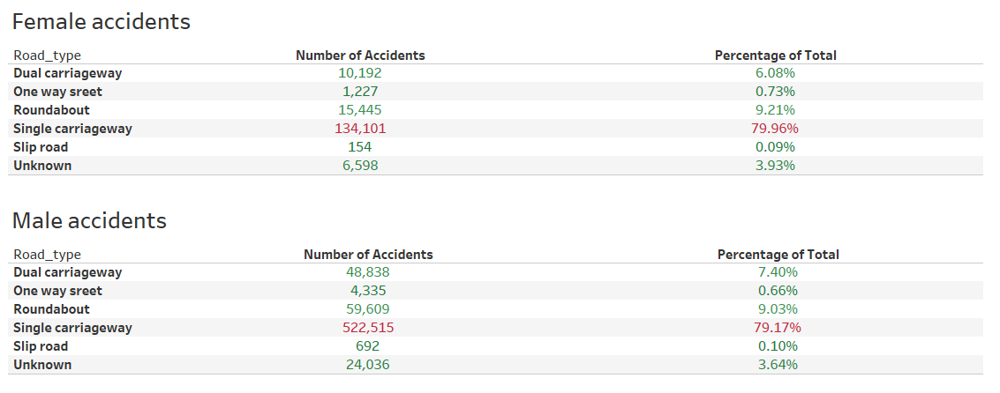 Female accidents
Road_type Number of Accidents Percentage of Total
Dual carriageway 10,192 6.08%
One way sreet 1,227 0.73%
Roundabout 15,445 9.21%
Single carriageway 134,101 79.96%
Slip road 154 0.09%
Unknown 6,598 3.93%
Male accidents
Road_type Number of Accidents Percentage of Total
Dual carriageway 48,838 7.40%
One way sreet 4,335 0.66%
Roundabout 59,609 9.03%
Single carriageway 522,515 79.17%
Slip road 692 0.10%
Unknown 24,036 3.64%